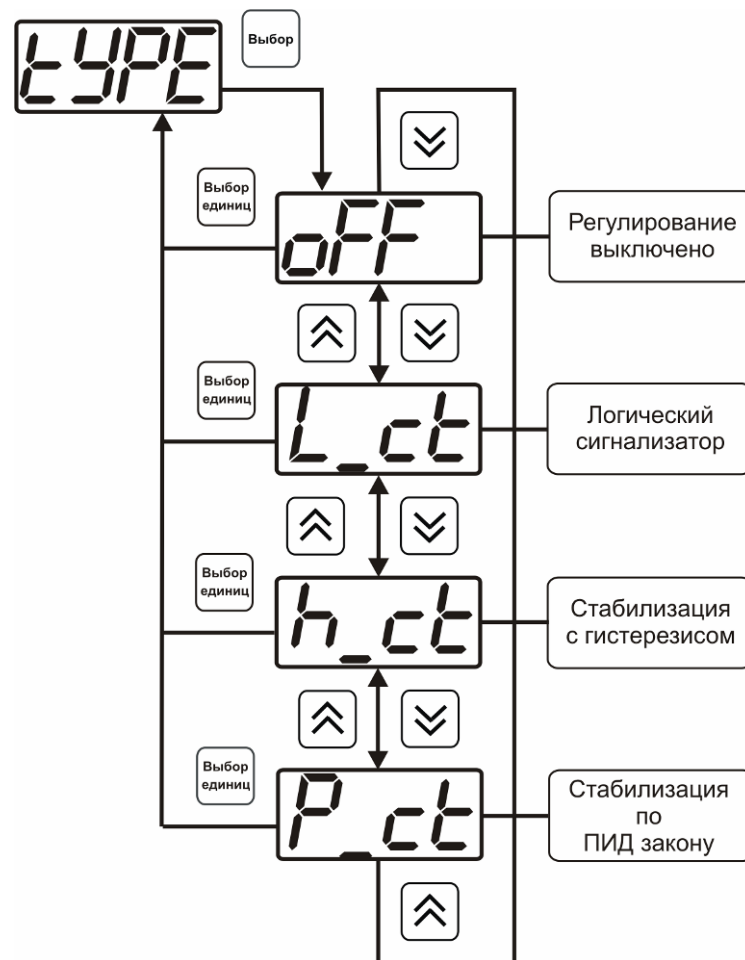 tYPE
Выбор
Выбор
единиц
oFF
Регулирование
выключено
Выбор
единиц
L_ct
Логический
сигнализатор
Выбор
единиц
h_ct
Стабилизация
с гистерезисом
Выбор
единиц
P_ct
Стабилизация
по
ПИД закону